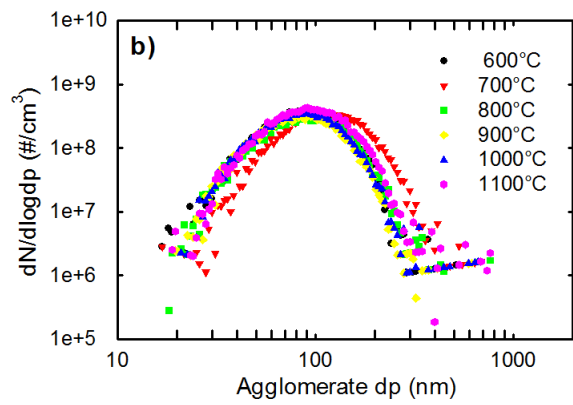 b)
1e+10
1e+9
1e+8
1e+7
1e+6
1e+5
dN/dlogdp (#/cm³)
600°C
700°C
800°C
900°C
1000°C
1100°C
10
100
1000
Agglomerate dp (nm)